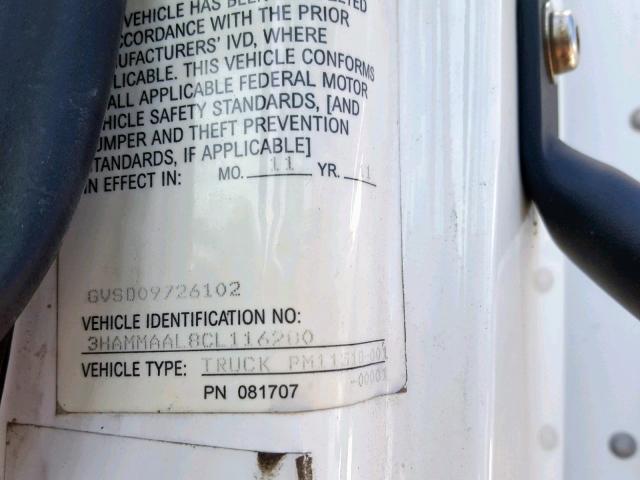 VEHICLE HAS BEEN
ACCORDANCE WITH THE PRIOR
MANUFACTURERS' IVD, WHERE
APPLICABLE. THIS VEHICLE CONFORMS
ALL APPLICABLE FEDERAL MOTOR
VEHICLE SAFETY STANDARDS, [AND
BUMPER AND THEFT PREVENTION
STANDARDS, IF APPLICABLE]
IN EFFECT IN: MO. 11 YR. 11
GVSD09726102
VEHICLE IDENTIFICATION NO:
3HAMMAAL8CL116200
VEHICLE TYPE: TRUCK
-00001
PN 081707